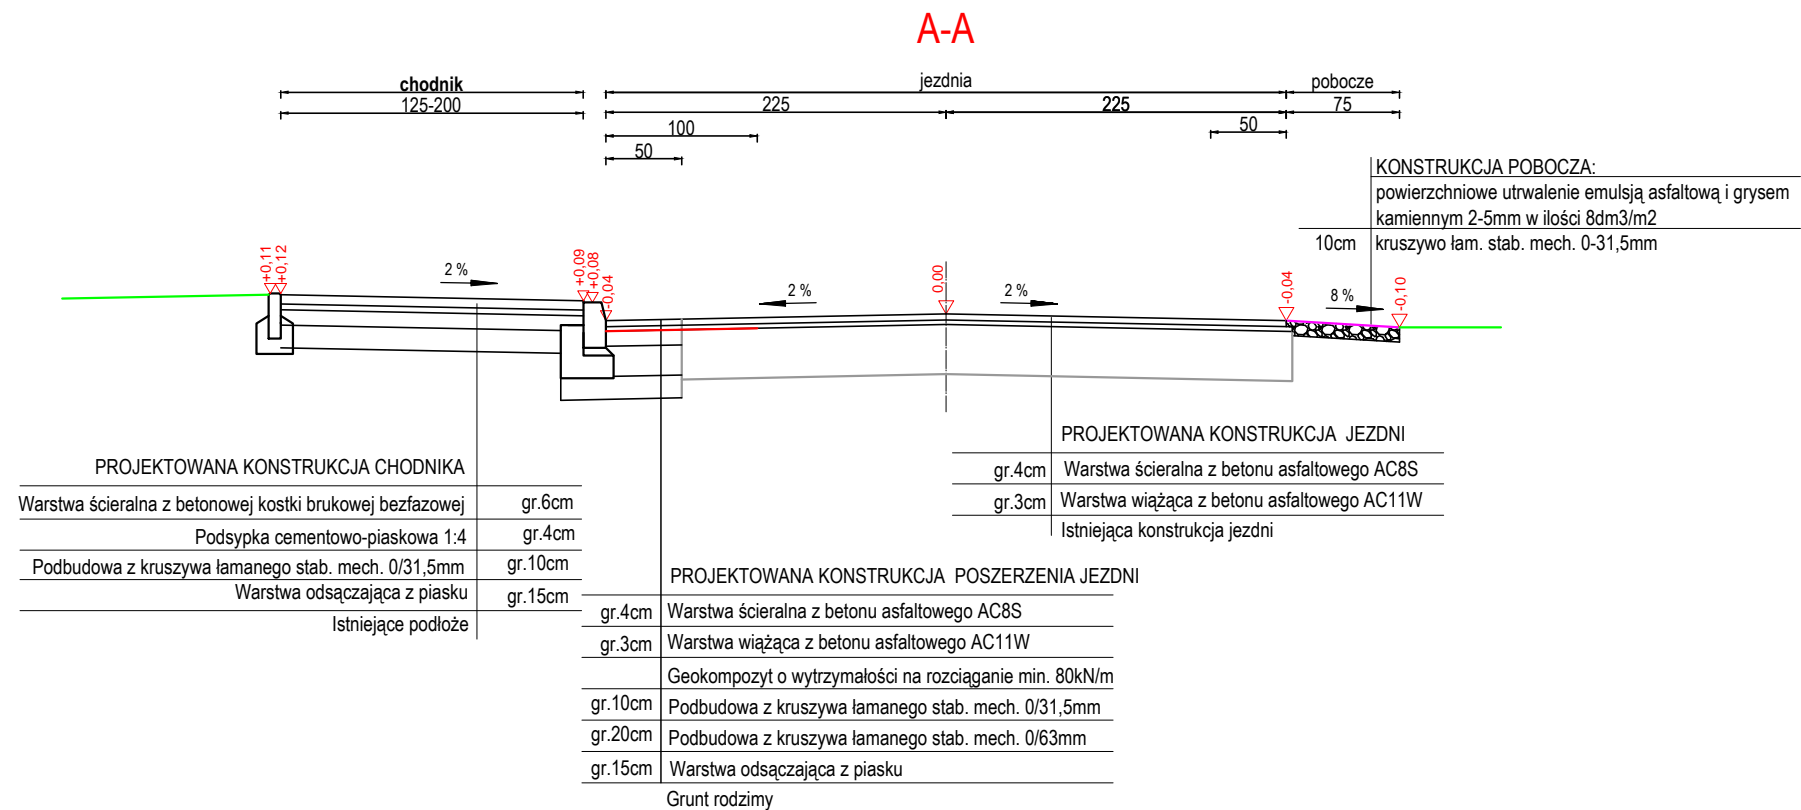 A-A
chodnik
jezdnia
pobocze
125-200
225
225
75
100
50
50
KONSTRUKCJA POBOCZA:
powierzchniowe utrwalenie emulsją asfaltową i grysem
kamiennym 2-5mm w ilości 8dm3/m2
10cm kruszywo łam. stab. mech. 0-31,5mm
+0,11
+0,12
2 %
+0,09
+0,08
-0,04
2 %
0,00
2 %
-0,04
8 %
-0,10
PROJEKTOWANA KONSTRUKCJA CHODNIKA
Warstwa ścieralna z betonowej kostki brukowej bezfazowej gr.6cm
Podsypka cementowo-piaskowa 1:4 gr.4cm
Podbudowa z kruszywa łamanego stab. mech. 0/31,5mm gr.10cm
Warstwa odsączająca z piasku gr.15cm
Istniejące podłoże
PROJEKTOWANA KONSTRUKCJA JEZDNI
gr.4cm Warstwa ścieralna z betonu asfaltowego AC8S
gr.3cm Warstwa wiążąca z betonu asfaltowego AC11W
Istniejąca konstrukcja jezdni
PROJEKTOWANA KONSTRUKCJA POSZERZENIA JEZDNI
gr.4cm Warstwa ścieralna z betonu asfaltowego AC8S
gr.3cm Warstwa wiążąca z betonu asfaltowego AC11W
Geokompozyt o wytrzymałości na rozciąganie min. 80kN/m
gr.10cm Podbudowa z kruszywa łamanego stab. mech. 0/31,5mm
gr.20cm Podbudowa z kruszywa łamanego stab. mech. 0/63mm
gr.15cm Warstwa odsączająca z piasku
Grunt rodzimy